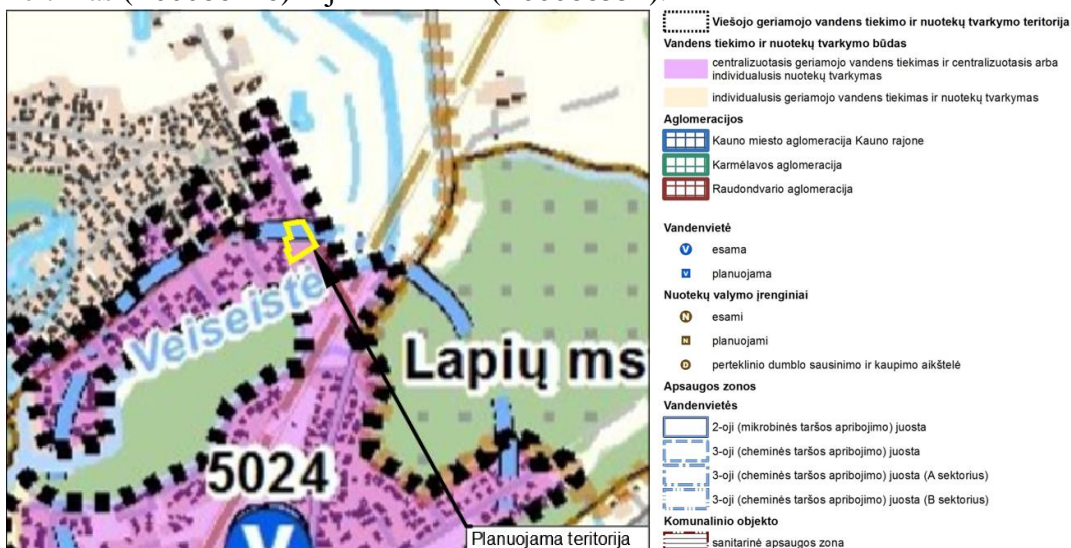 Viešojo geriamojo vandens tiekimo ir nuotekų tvarkymo teritorija
Vandens tiekimo ir nuotekų tvarkymo būdas
centralizuotasis geriamojo vandens tiekimas ir centralizuotasis arba
individualusis nuotekų tvarkymas
individualusis geriamojo vandens tiekimas ir nuotekų tvarkymas
Aglomeracijos
Kauno miesto aglomeracija Kauno rajone
Karmėlavos aglomeracija
Raudondvario aglomeracija
Vandenvietė
V esama
V planuojama
Nuotekų valymo įrenginiai
N esami
N planuojami
D perteklinio dumblo sausinimo ir kaupimo aikštelė
Apsaugos zonos
Vandenvietės
2-oji (mikrobinės taršos apribojimo) juosta
3-oji (cheminės taršos apribojimo) juosta
3-oji (cheminės taršos apribojimo) juosta (A sektorius)
3-oji (cheminės taršos apribojimo) juosta (B sektorius)
Komunalinio objekto
sanitarinė apsaugos zona
Veiseistė
Lapių ms
5024
V
Planuojama teritorija